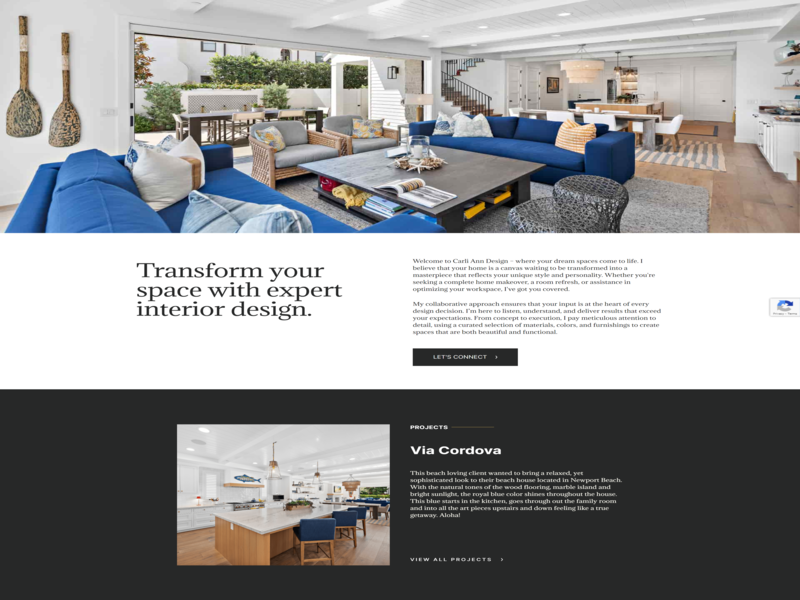 Transform your
space with expert
interior design.
Welcome to Carli Ann Design – where your dream spaces come to life. I
believe that your home is a canvas waiting to be transformed into a
masterpiece that reflects your unique style and personality. Whether you're
seeking a complete home makeover, a room refresh, or assistance in
optimizing your workspace, I've got you covered.
My collaborative approach ensures that your input is at the heart of every
design decision. I'm here to listen, understand, and deliver results that exceed
your expectations. From concept to execution, I pay meticulous attention to
detail, using a curated selection of materials, colors, and furnishings to create
spaces that are both beautiful and functional.
LET'S CONNECT
Privacy - Terms
PROJECTS
Via Cordova
This beach loving client wanted to bring a relaxed, yet
sophisticated look to their beach house located in Newport Beach.
With the natural tones of the wood flooring, marble island and
bright sunlight, the royal blue color shines throughout the house.
This blue starts in the kitchen, goes through out the family room
and into all the art pieces upstairs and down feeling like a true
getaway. Aloha!
VIEW ALL PROJECTS